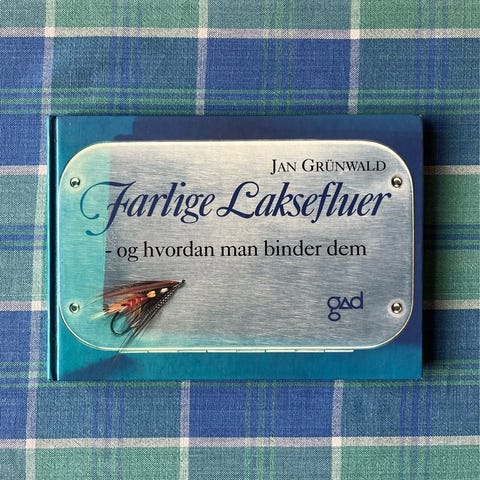 JAN GRÜNWALD
Farlige Laksefluer
- og hvordan man binder dem
gad